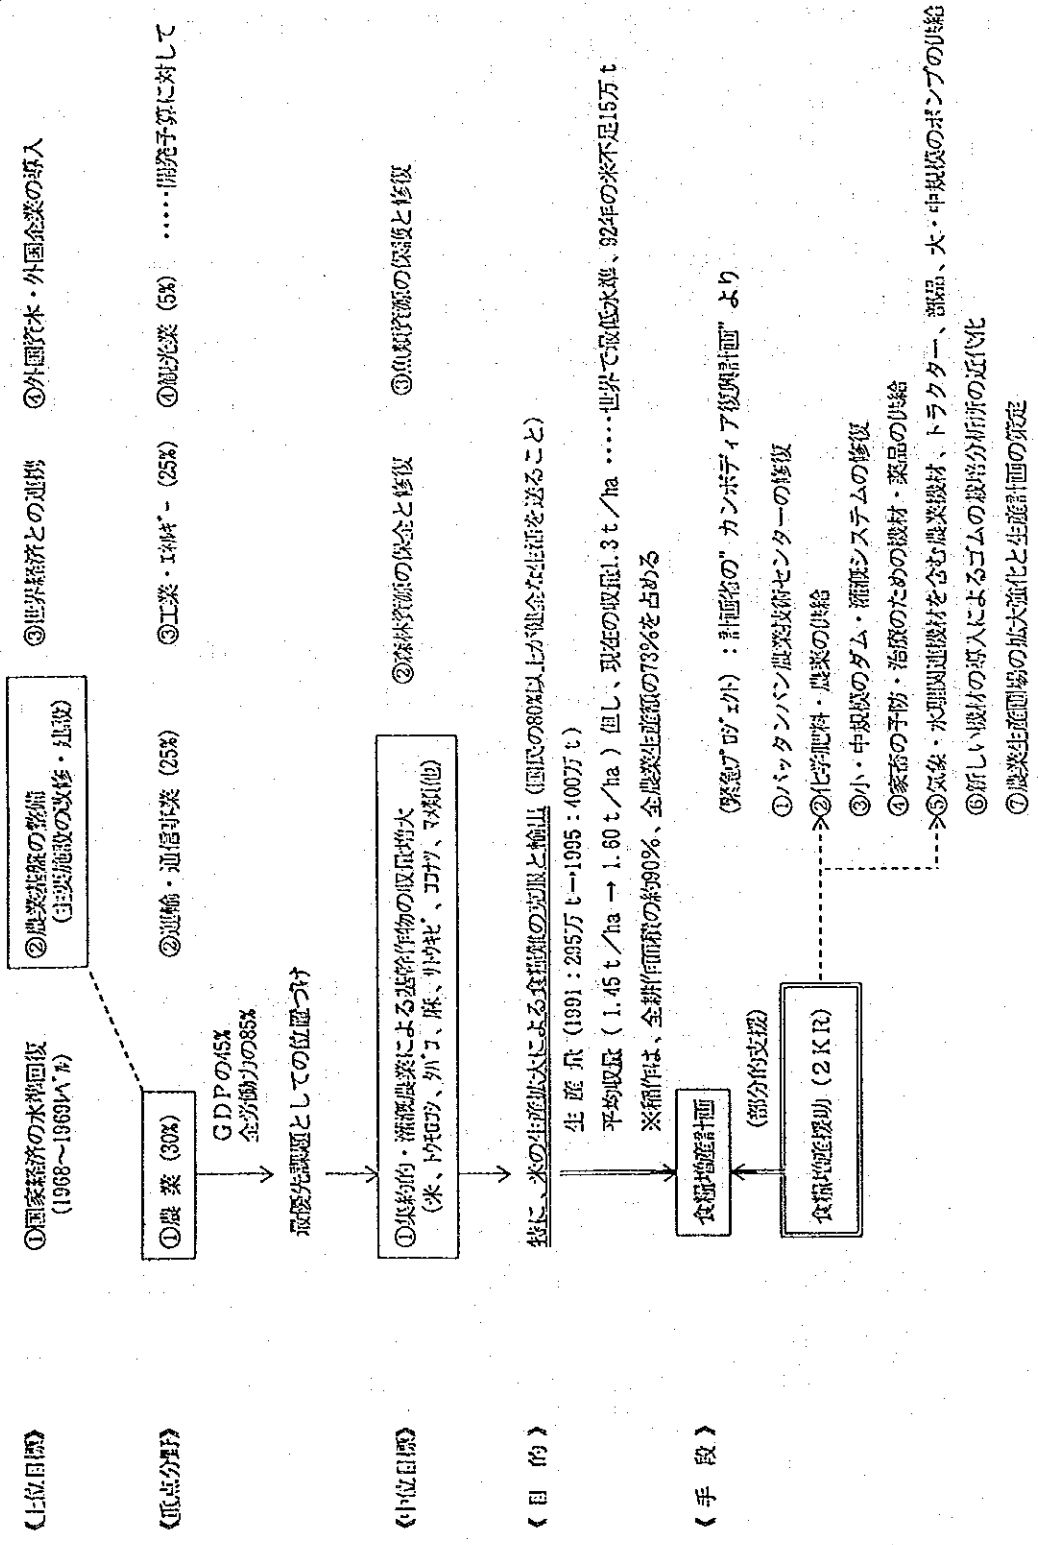 《上位目標》
①国家経済の水準回復
(1968〜1969レベル)
②農業基盤の整備
(主要施設の改修・建設)
③世界経済との連携
④外国資本・外国企業の導入
《重点分野》
①農 業 (30%)
②運輸・通信事業 (25%)
③工業・エネルギー (25%)
④観光業 (5%)
‥‥‥開発予算に対して
GDPの45%
全労働力の85%
最優先課題としての位置づけ
《中位目標》
①集約的・灌漑農業による基幹作物の収量増大
(米、トウモロコシ、タバコ、麻、サトウキビ、ココナツ、マメ類他)
②森林資源の保全と修復
③魚類資源の保護と修復
《 目 的 》
特に、米の生産拡大による食糧難の克服と輸出 (国民の80%以上が健全な生活を送ること)
生 産 量 (1991:295万t→1995:400万t)
平均収量 (1.45t/ha → 1.60t/ha) 但し、現在の収量1.3t/ha ‥‥‥世界で最低水準、92年の米不足15万t
※稲作は、全耕作面積の約90%、全農業生産額の73%を占める
《 手 段 》
食糧増産計画
(部分的支援)
食糧増産援助 (2KR)
(緊急プロジェクト) : 計画省の" カンボディア復興計画" より
①バッタンバン農業技術センターの修復
②化学肥料・農薬の供給
③小・中規模のダム・灌漑システムの修復
④家畜の予防・治療のための機材・薬品の供給
⑤気象・水理関連機材を含む農業機材、トラクター、部品、大・中規模のポンプの供給
⑥新しい機材の導入によるゴムの栽培分析所の近代化
⑦農業生産圃場の拡大強化と生産計画の策定